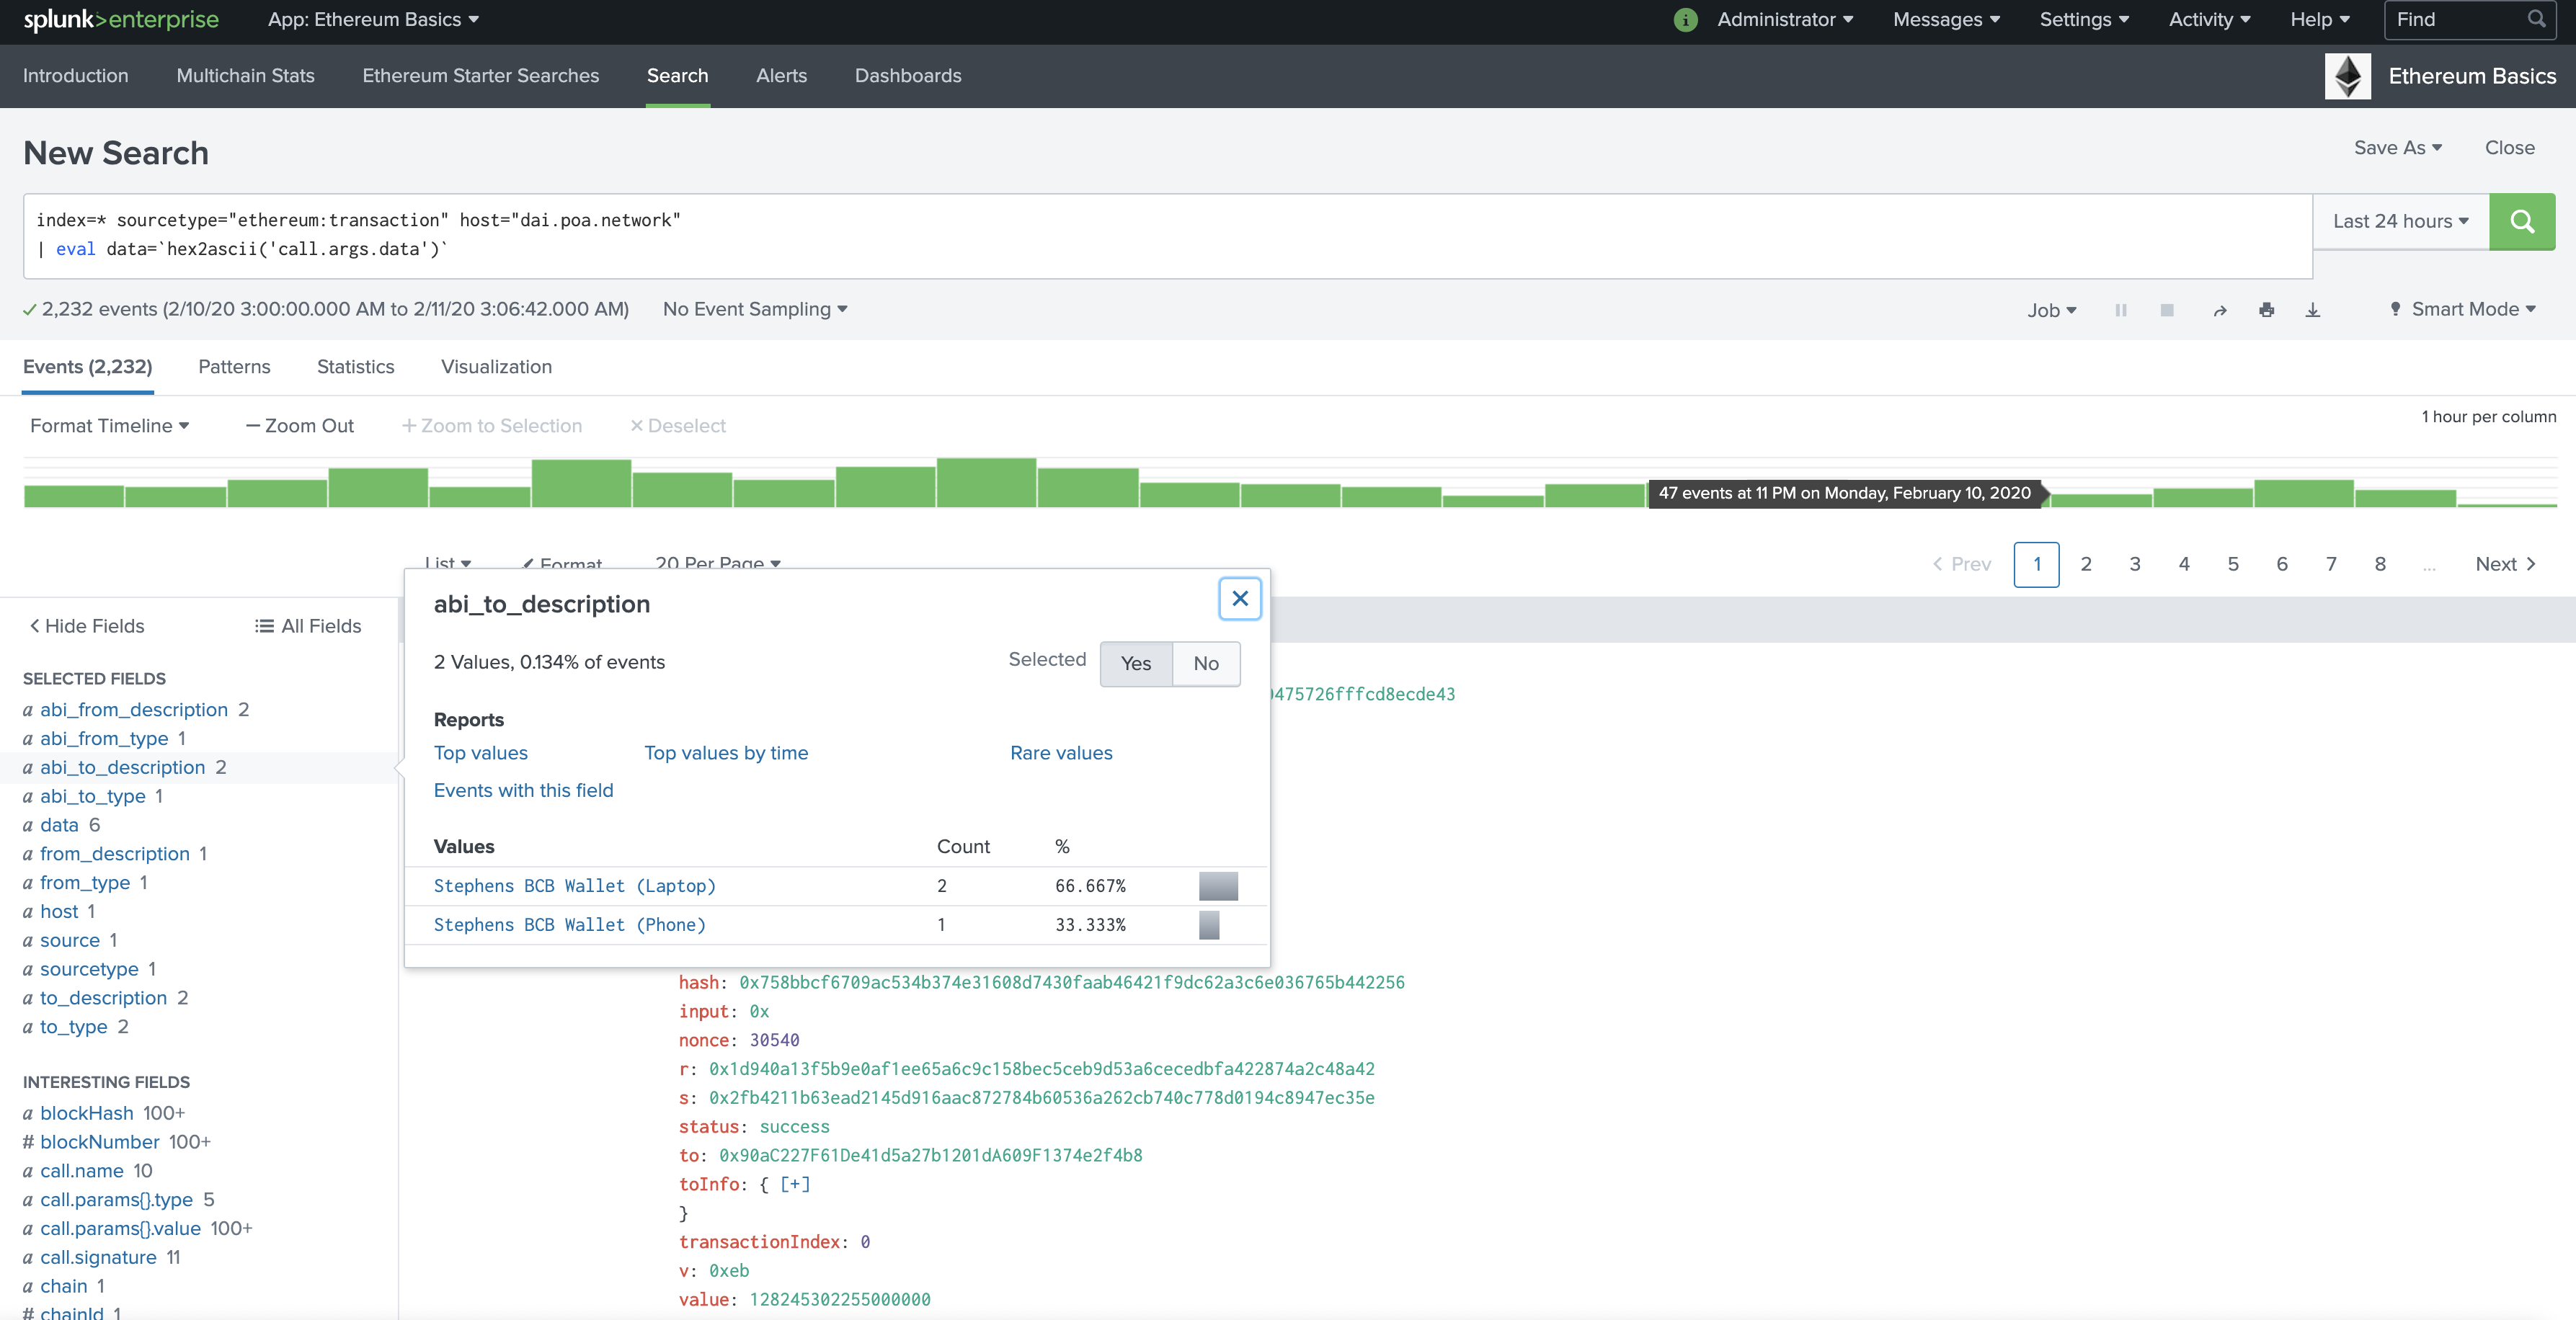 splunk>enterprise App: Ethereum Basics i Administrator Messages Settings Activity Help Find
Introduction Multichain Stats Ethereum Starter Searches Search Alerts Dashboards Ethereum Basics
New Search Save As Close
index=* sourcetype="ethereum:transaction" host="dai.poa.network"
| eval data=`hex2ascii('call.args.data')`
Last 24 hours
2,232 events (2/10/20 3:00:00.000 AM to 2/11/20 3:06:42.000 AM) No Event Sampling Job Smart Mode
Events (2,232) Patterns Statistics Visualization
Format Timeline — Zoom Out + Zoom to Selection × Deselect 1 hour per column
47 events at 11 PM on Monday, February 10, 2020
List Format 20 Per Page < Prev 1 2 3 4 5 6 7 8 ... Next >
< Hide Fields All Fields
SELECTED FIELDS
a abi_from_description 2
a abi_from_type 1
a abi_to_description 2
a abi_to_type 1
a data 6
a from_description 1
a from_type 1
a host 1
a source 1
a sourcetype 1
a to_description 2
a to_type 2
INTERESTING FIELDS
a blockHash 100+
# blockNumber 100+
a call.name 10
a call.params{}.type 5
a call.params{}.value 100+
a call.signature 11
a chain 1
# chainId 1
abi_to_description
2 Values, 0.134% of events Selected Yes No
Reports
Top values Top values by time Rare values
Events with this field
Values Count %
Stephens BCB Wallet (Laptop) 2 66.667%
Stephens BCB Wallet (Phone) 1 33.333%
475726fffcd8ecde43
hash: 0x758bbcf6709ac534b374e31608d7430faab46421f9dc62a3c6e036765b442256
input: 0x
nonce: 30540
r: 0x1d940a13f5b9e0af1ee65a6c9c158bec5ceb9d53a6cecedbfa422874a2c48a42
s: 0x2fb4211b63ead2145d916aac872784b60536a262cb740c778d0194c8947ec35e
status: success
to: 0x90aC227F61De41d5a27b1201dA609F1374e2f4b8
toInfo: { [+]
}
transactionIndex: 0
v: 0xeb
value: 128245302255000000